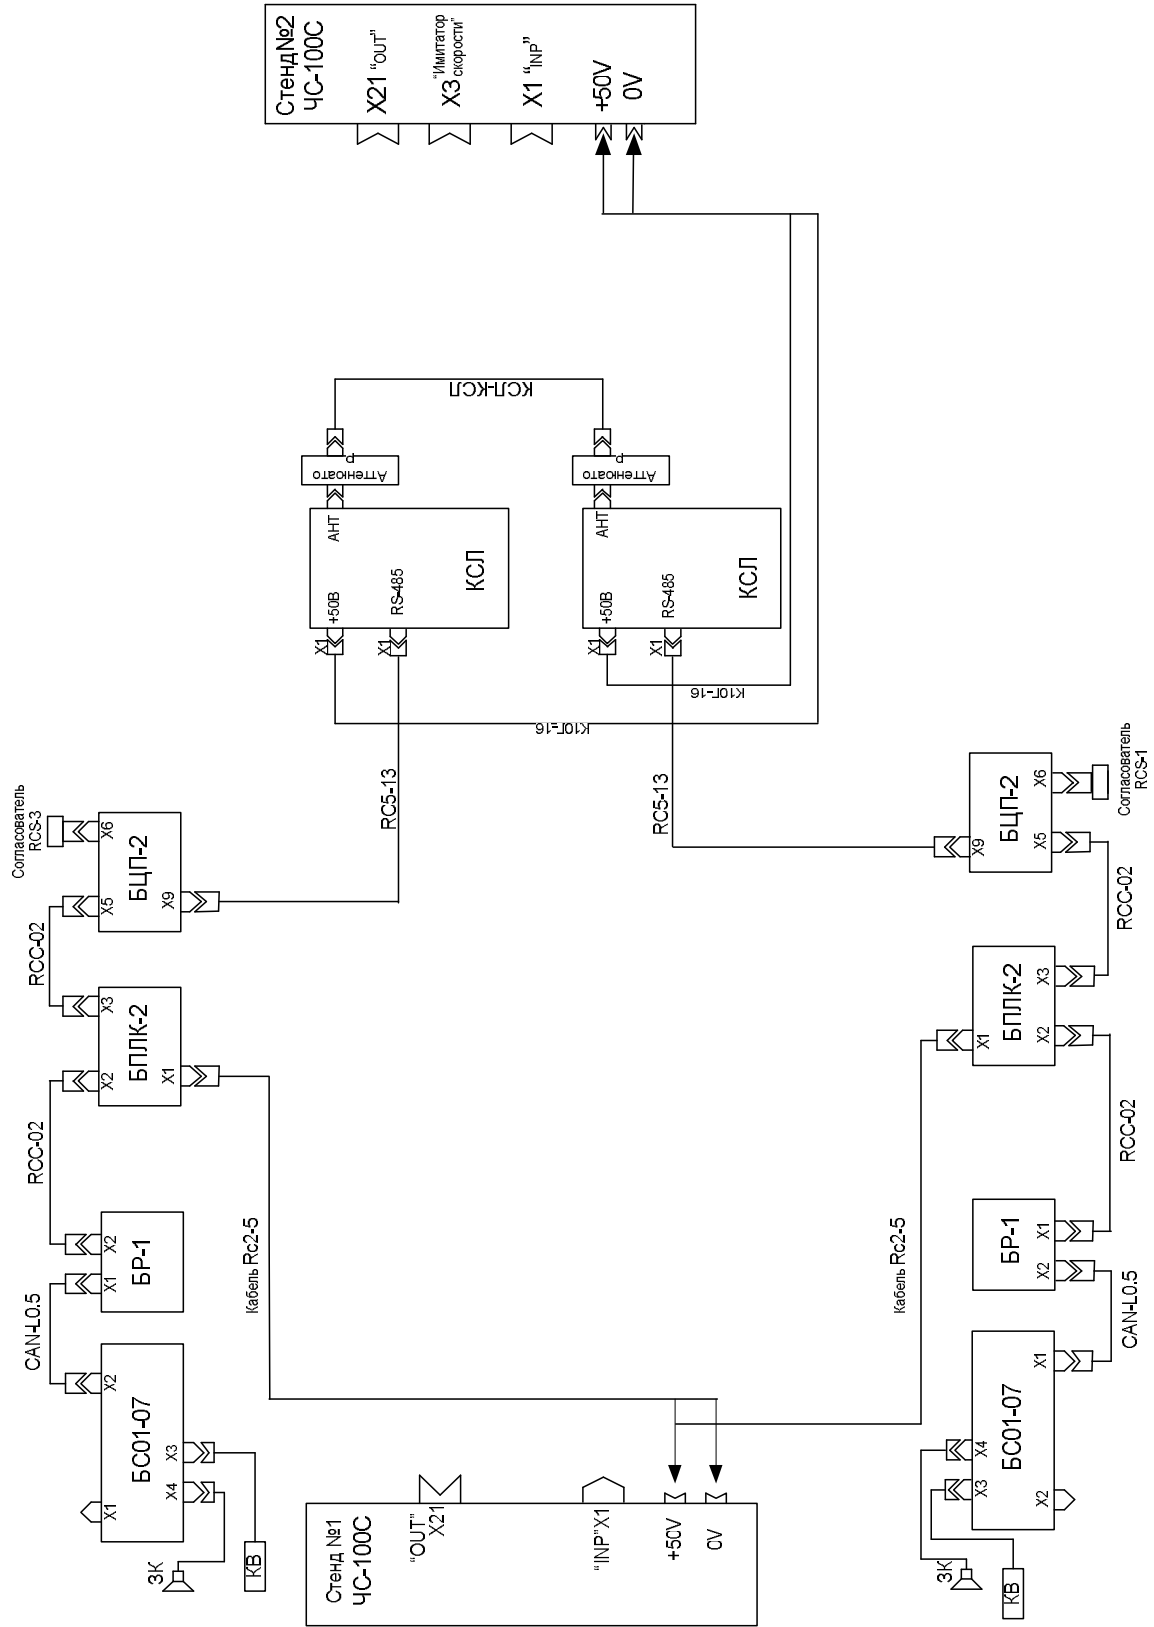 Стенд№2
ЧС-100С
X21 "OUT"
X3 "Имитатор
скорости"
X1 "INP"
+50V
0V
КСЛ-КСЛ
Аттенюато
р
АНТ
+50В
RS-485
КСЛ
X1
X1
К10Г-16
RC5-13
Аттенюато
р
АНТ
+50В
RS-485
КСЛ
X1
X1
К10Г-16
RC5-13
Согласователь
RCS-3
X6
X5
БЦП-2
X9
RCC-02
X3
X2
БПЛК-2
X1
RCC-02
X2
X1
БР-1
Кабель Rc2-5
CAN-L0.5
X2
X1
БС01-07
X3
X4
ЗК
КВ
Согласователь
RCS-1
X6
X5
БЦП-2
X9
RCC-02
X3
X2
БПЛК-2
X1
RCC-02
X1
X2
БР-1
Кабель Rc2-5
CAN-L0.5
X1
X2
БС01-07
X4
X3
ЗК
КВ
Стенд №1
ЧС-100С
"OUT"
X21
"INP"X1
+50V
0V